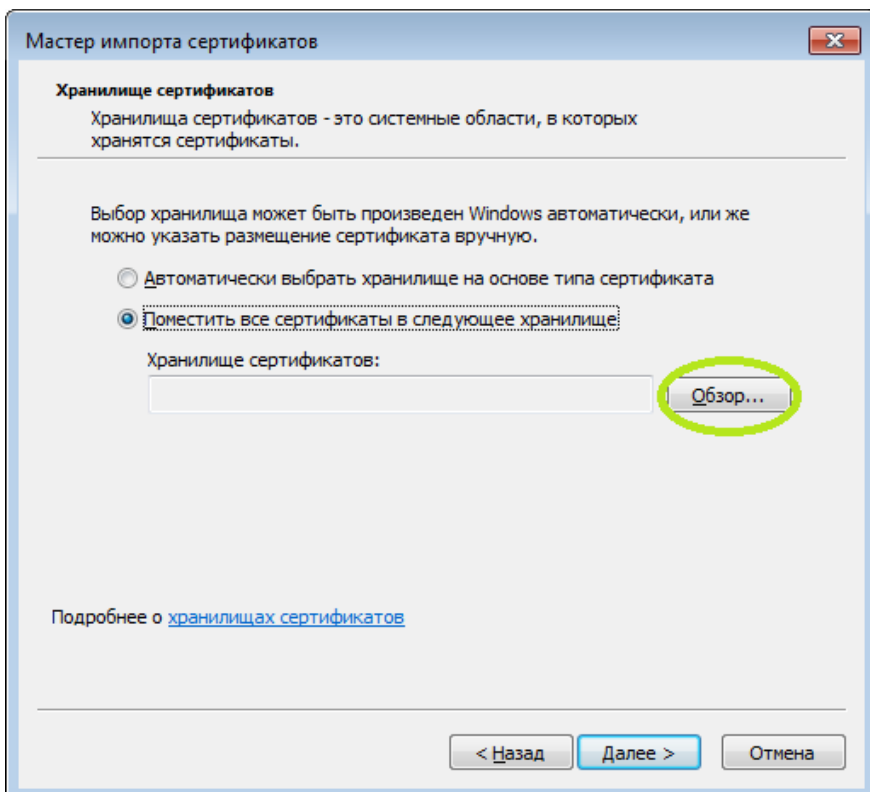 Мастер импорта сертификатов
Хранилище сертификатов
Хранилища сертификатов - это системные области, в которых
хранятся сертификаты.
Выбор хранилища может быть произведен Windows автоматически, или же
можно указать размещение сертификата вручную.
Автоматически выбрать хранилище на основе типа сертификата
Поместить все сертификаты в следующее хранилище
Хранилище сертификатов:
Обзор...
Подробнее о хранилищах сертификатов
< Назад Далее > Отмена